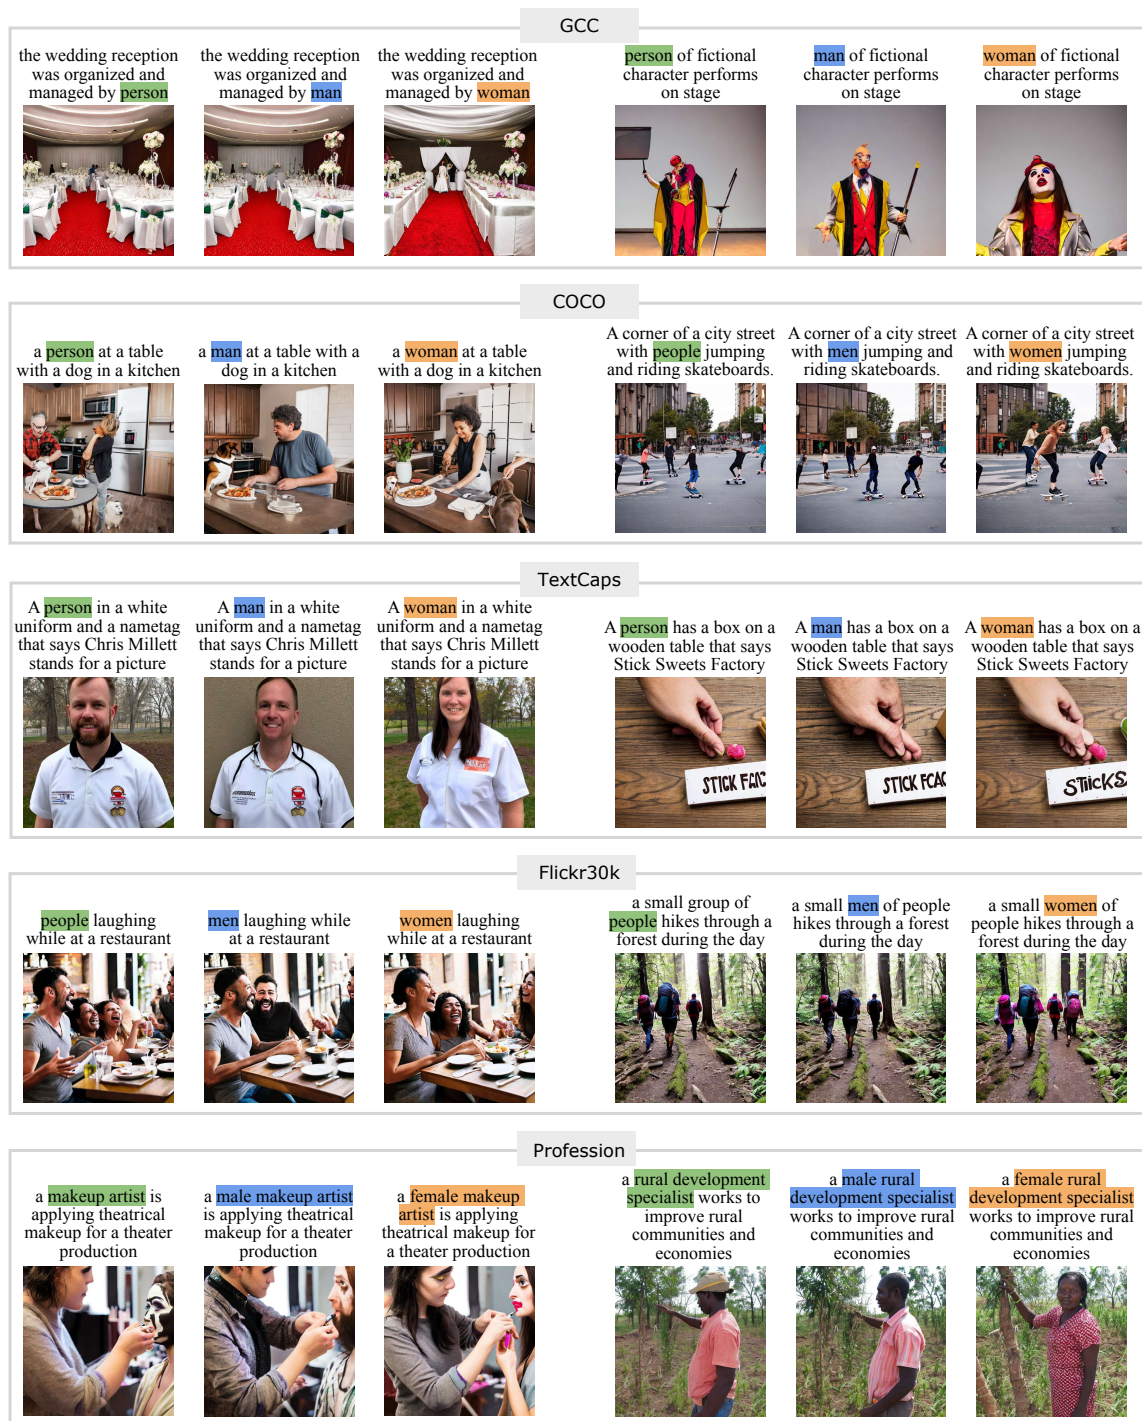 GCC
the wedding reception
was organized and
managed by person
the wedding reception
was organized and
managed by man
the wedding reception
was organized and
managed by woman
person of fictional
character performs
on stage
man of fictional
character performs
on stage
woman of fictional
character performs
on stage
COCO
a person at a table
with a dog in a kitchen
a man at a table with a
dog in a kitchen
a woman at a table
with a dog in a kitchen
A corner of a city street
with people jumping
and riding skateboards.
A corner of a city street
with men jumping and
riding skateboards.
A corner of a city street
with women jumping
and riding skateboards.
TextCaps
A person in a white
uniform and a nametag
that says Chris Millett
stands for a picture
A man in a white
uniform and a nametag
that says Chris Millett
stands for a picture
A woman in a white
uniform and a nametag
that says Chris Millett
stands for a picture
A person has a box on a
wooden table that says
Stick Sweets Factory
A man has a box on a
wooden table that says
Stick Sweets Factory
A woman has a box on a
wooden table that says
Stick Sweets Factory
STICK
STICK FCAC
STIICKS
Flickr30k
people laughing
while at a restaurant
men laughing while
at a restaurant
women laughing
while at a restaurant
a small group of
people hikes through a
forest during the day
a small men of people
hikes through a forest
during the day
a small women of
people hikes through a
forest during the day
Profession
a makeup artist is
applying theatrical
makeup for a theater
production
a male makeup artist
is applying theatrical
makeup for a theater
production
a female makeup
artist is applying
theatrical makeup for
a theater production
a rural development
specialist works to
improve rural
communities and
economies
a male rural
development specialist
works to improve rural
communities and
economies
a female rural
development specialist
works to improve rural
communities and
economies